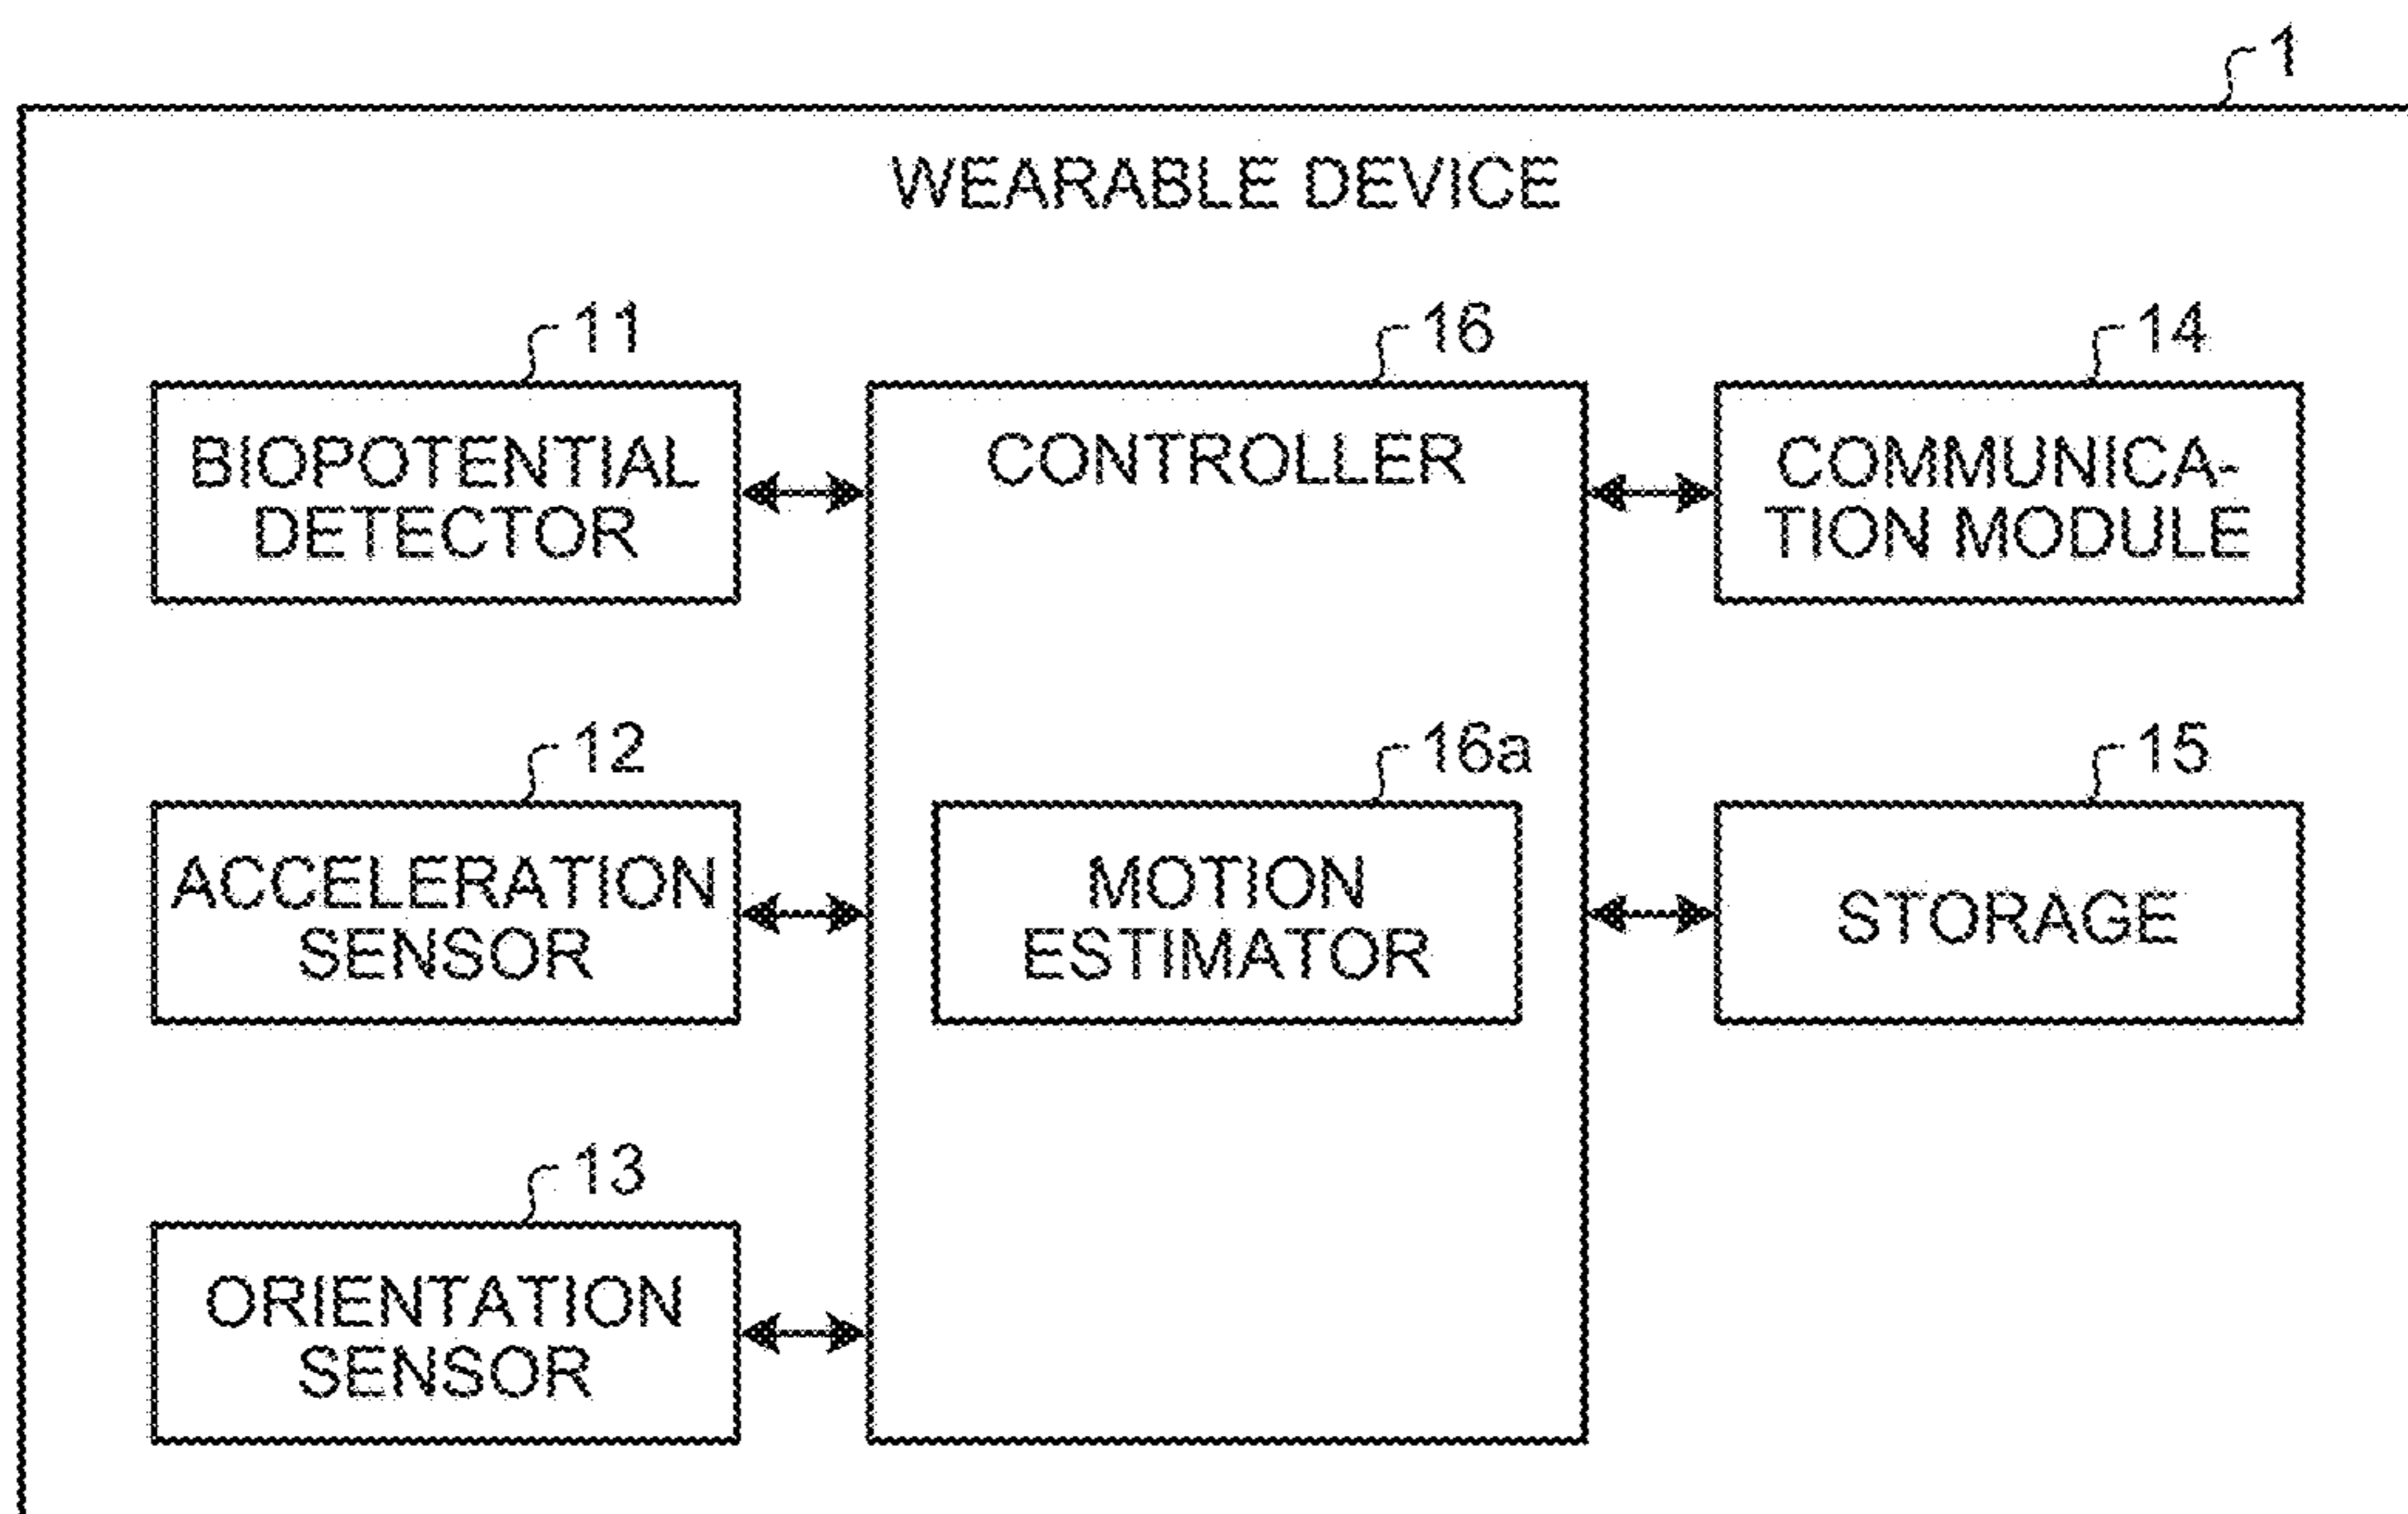 1
WEARABLE DEVICE
11
BIOPOTENTIAL
DETECTOR
16
CONTROLLER
14
COMMUNICA-
TION MODULE
12
ACCELERATION
SENSOR
16a
MOTION
ESTIMATOR
15
STORAGE
13
ORIENTATION
SENSOR